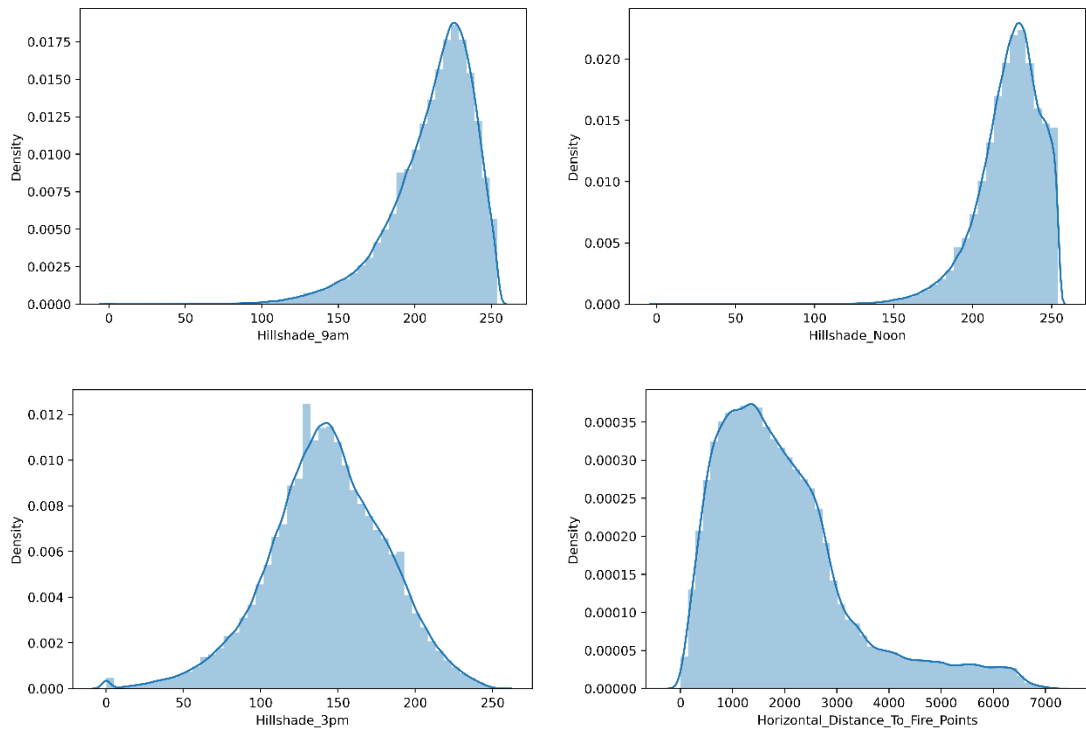 Density
0.0175
0.0150
0.0125
0.0100
0.0075
0.0050
0.0025
0.0000
0 50 100 150 200 250
Hillshade_9am
Density
0.020
0.015
0.010
0.005
0.000
0 50 100 150 200 250
Hillshade_Noon
Density
0.012
0.010
0.008
0.006
0.004
0.002
0.000
0 50 100 150 200 250
Hillshade_3pm
Density
0.00035
0.00030
0.00025
0.00020
0.00015
0.00010
0.00005
0.00000
0 1000 2000 3000 4000 5000 6000 7000
Horizontal_Distance_To_Fire_Points